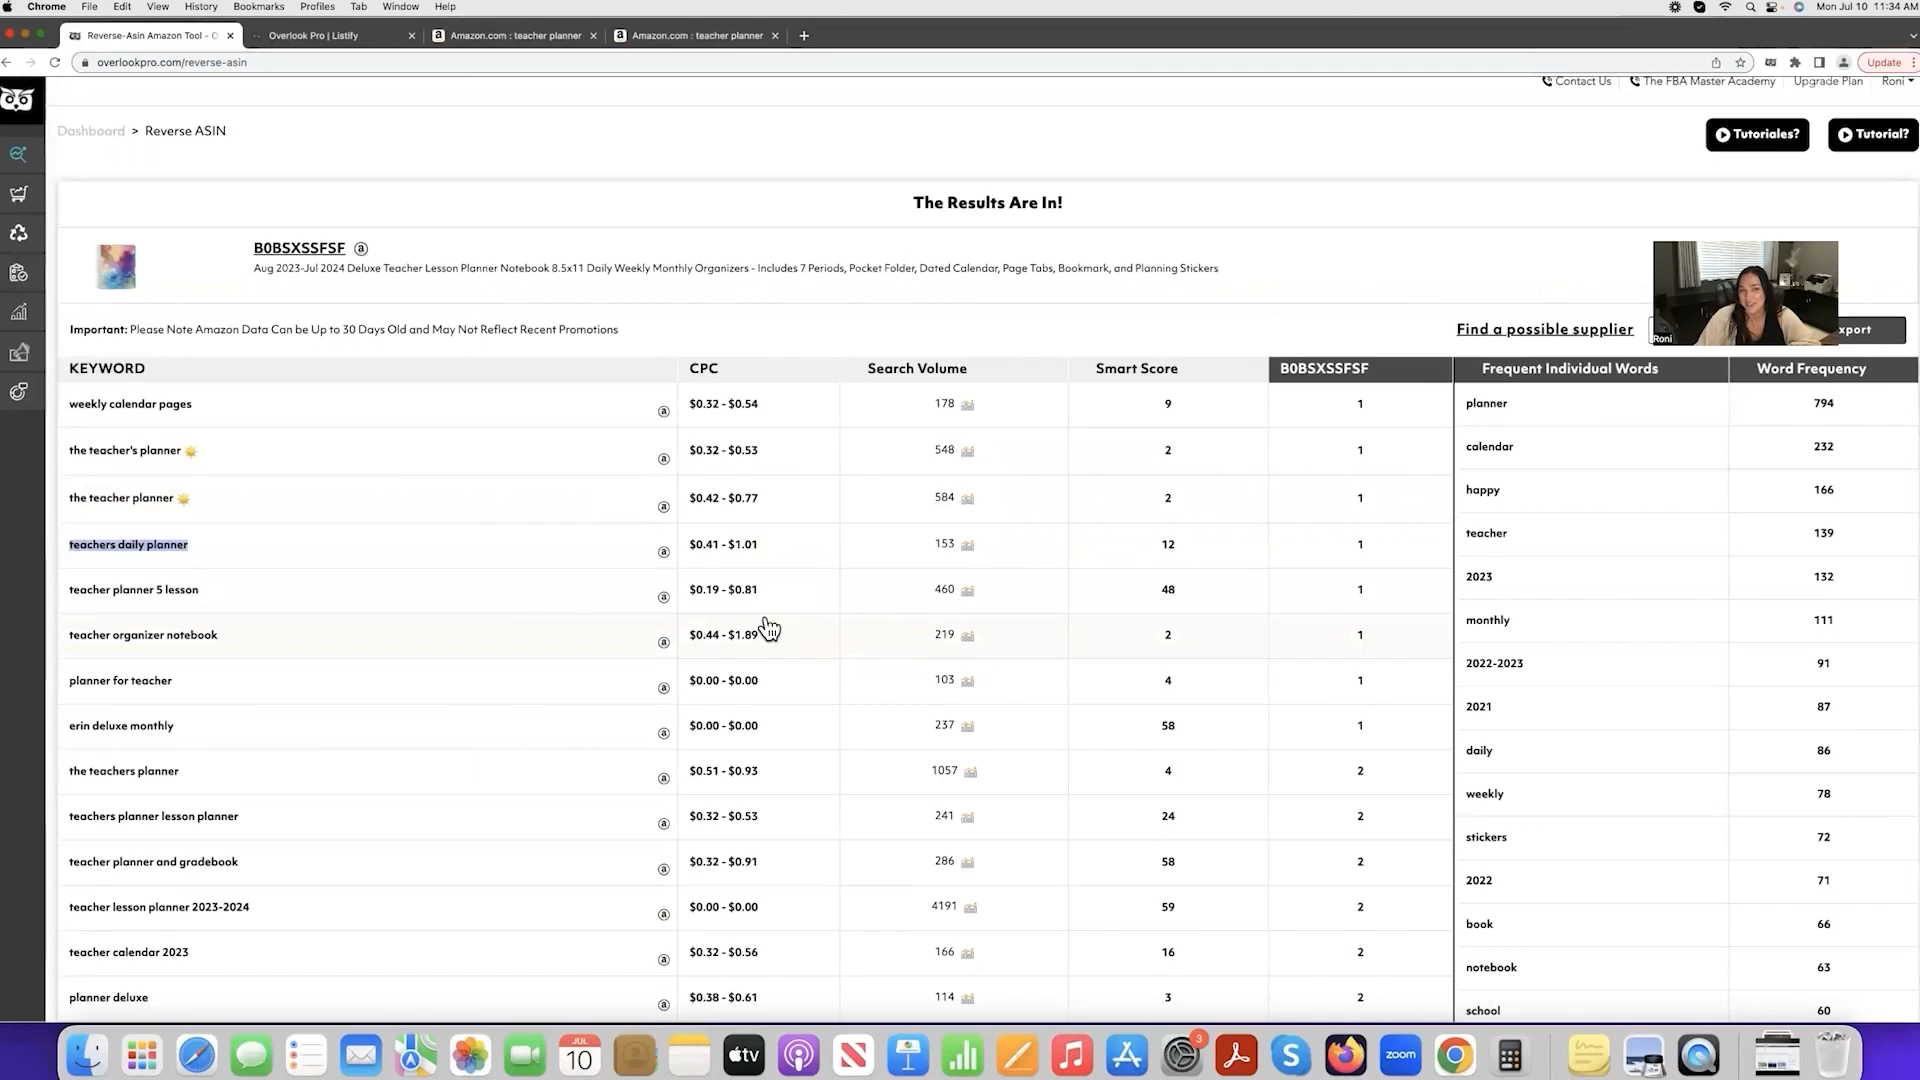 Chrome File Edit View History Bookmarks Profiles Tab Window Help Mon Jul 10 11:34 AM
Reverse-Asin Amazon Tool - O Overlook Pro | Listify Amazon.com : teacher planner Amazon.com : teacher planner
overlookpro.com/reverse-asin Update
Contact Us The FBA Master Academy Upgrade Plan Roni
Dashboard > Reverse ASIN Tutoriales? Tutorial?
The Results Are In!
B0BSXSSFSF
Aug 2023-Jul 2024 Deluxe Teacher Lesson Planner Notebook 8.5x11 Daily Weekly Monthly Organizers - Includes 7 Periods, Pocket Folder, Dated Calendar, Page Tabs, Bookmark, and Planning Stickers
Important: Please Note Amazon Data Can be Up to 30 Days Old and May Not Reflect Recent Promotions Find a possible supplier xport
Roni
KEYWORD CPC Search Volume Smart Score B0BSXSSFSF Frequent Individual Words Word Frequency
weekly calendar pages $0.32 - $0.54 178 9 1 planner 794
the teacher's planner $0.32 - $0.53 548 2 1 calendar 232
the teacher planner $0.42 - $0.77 584 2 1 happy 166
teachers daily planner $0.41 - $1.01 153 12 1 teacher 139
teacher planner 5 lesson $0.19 - $0.81 460 48 1 2023 132
teacher organizer notebook $0.44 - $1.89 219 2 1 monthly 111
planner for teacher $0.00 - $0.00 103 4 1 2022-2023 91
erin deluxe monthly $0.00 - $0.00 237 58 1 2021 87
the teachers planner $0.51 - $0.93 1057 4 2 daily 86
teachers planner lesson planner $0.32 - $0.53 241 24 2 weekly 78
teacher planner and gradebook $0.32 - $0.91 286 58 2 stickers 72
teacher lesson planner 2023-2024 $0.00 - $0.00 4191 59 2 2022 71
teacher calendar 2023 $0.32 - $0.56 166 16 2 book 66
planner deluxe $0.38 - $0.61 114 3 2 notebook 63
school 60
JUL
10
tv
3
zoom